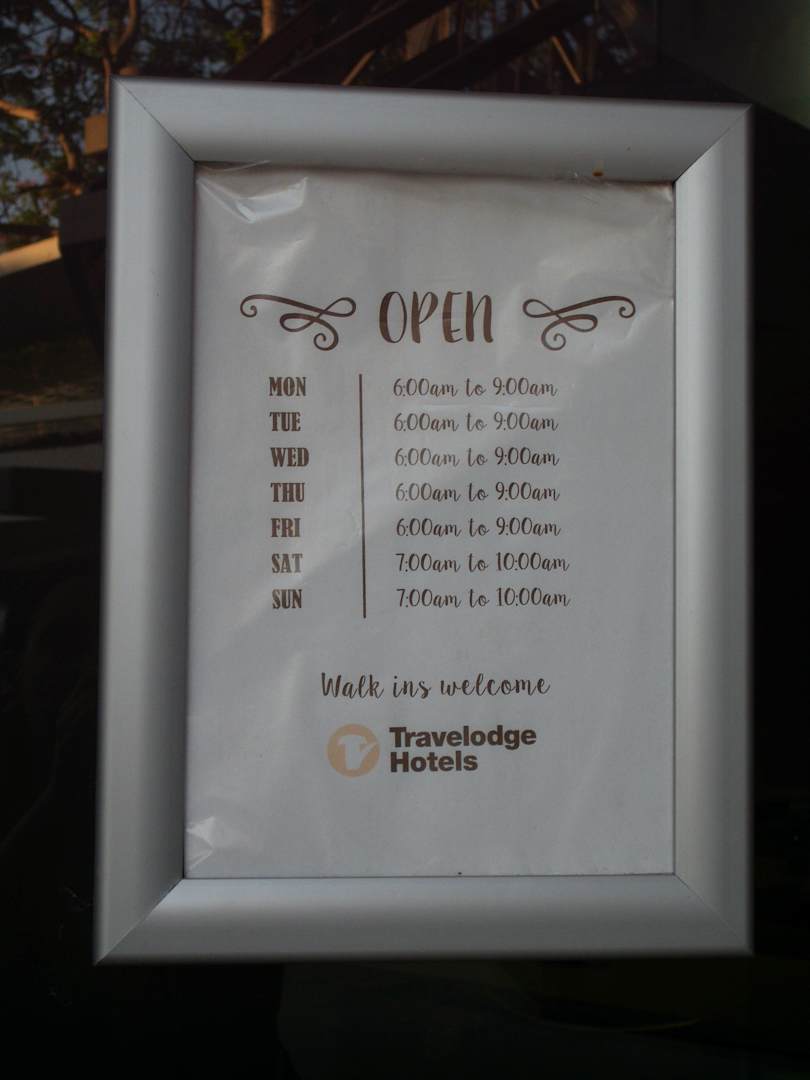 OPEN
MON 6:00am to 9:00am
TUE 6:00am to 9:00am
WED 6:00am to 9:00am
THU 6:00am to 9:00am
FRI 6:00am to 9:00am
SAT 7:00am to 10:00am
SUN 7:00am to 10:00am
Walk ins welcome
Travelodge
Hotels